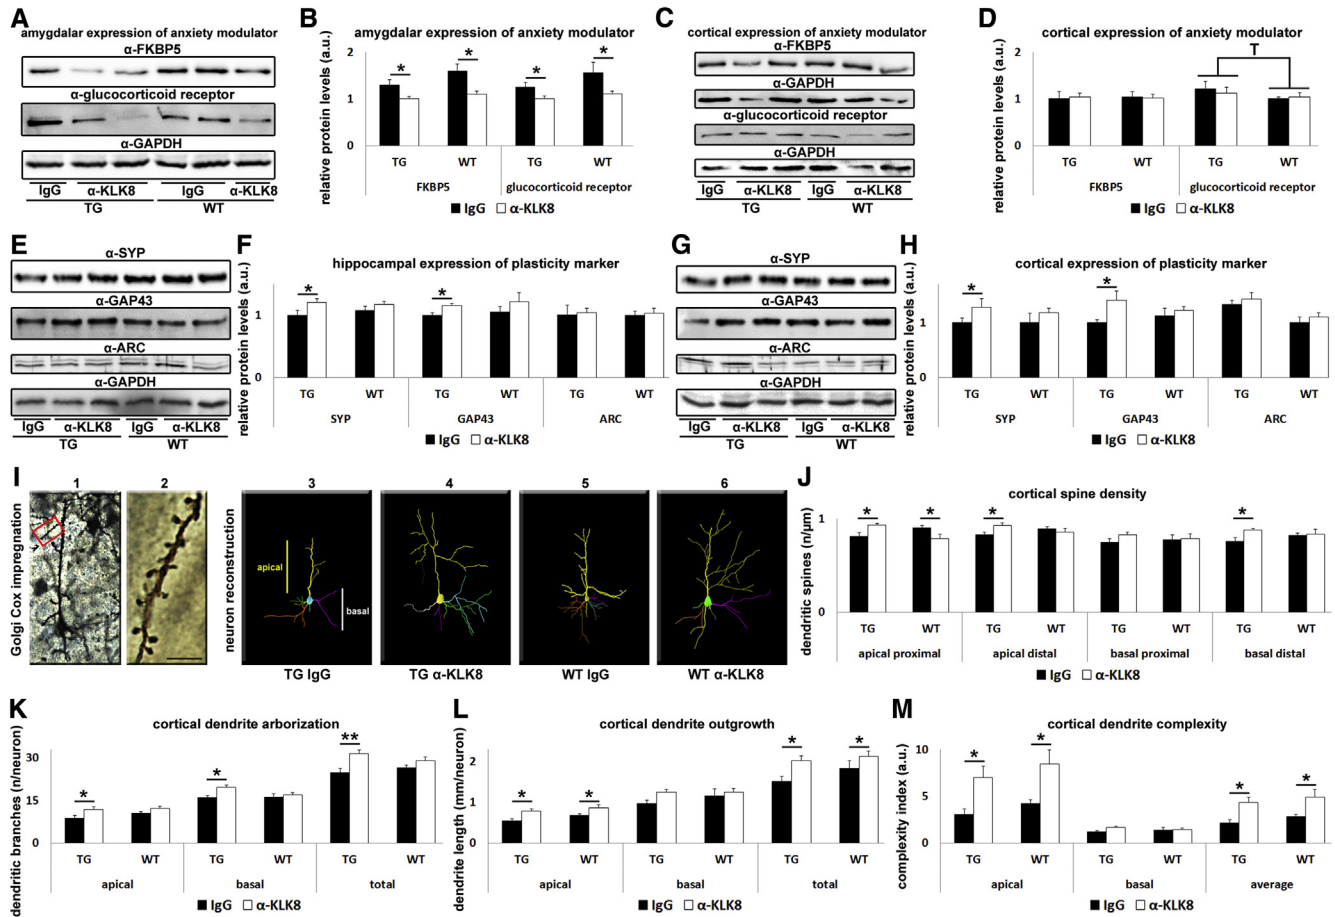 A
amygdalar expression of anxiety modulator
α-FKBP5
α-glucocorticoid receptor
α-GAPDH
IgG α-KLK8 IgG α-KLK8
TG WT
B
amygdalar expression of anxiety modulator
relative protein levels (a.u.)
2
1
0
* * * *
TG WT TG WT
FKBP5 glucocorticoid receptor
IgG α-KLK8
C
cortical expression of anxiety modulator
α-FKBP5
α-GAPDH
α-glucocorticoid receptor
α-GAPDH
IgG α-KLK8 IgG α-KLK8
TG WT
D
cortical expression of anxiety modulator
relative protein levels (a.u.)
2
1
0
T
TG WT TG WT
FKBP5 glucocorticoid receptor
IgG α-KLK8
E
α-SYP
α-GAP43
α-ARC
α-GAPDH
IgG α-KLK8 IgG α-KLK8
TG WT
F
hippocampal expression of plasticity marker
relative protein levels (a.u.)
1
0
* *
TG WT TG WT TG WT
SYP GAP43 ARC
IgG α-KLK8
G
α-SYP
α-GAP43
α-ARC
α-GAPDH
IgG α-KLK8 IgG α-KLK8
TG WT
H
cortical expression of plasticity marker
relative protein levels (a.u.)
1
0
* *
TG WT TG WT TG WT
SYP GAP43 ARC
IgG α-KLK8
I
Golgi Cox impregnation
1 2
neuron reconstruction
3 4 5 6
apical
basal
TG IgG TG α-KLK8 WT IgG WT α-KLK8
J
cortical spine density
dendritic spines (n/µm)
1
0
* * * *
TG WT TG WT TG WT TG WT
apical proximal apical distal basal proximal basal distal
IgG α-KLK8
K
cortical dendrite arborization
dendritic branches (n/neuron)
30
15
0
* * **
TG WT TG WT TG WT
apical basal total
IgG α-KLK8
L
cortical dendrite outgrowth
dendrite length (mm/neuron)
2
1
0
* * * *
TG WT TG WT TG WT
apical basal total
IgG α-KLK8
M
cortical dendrite complexity
complexity index (a.u.)
10
5
0
* * * *
TG WT TG WT TG WT
apical basal average
IgG α-KLK8